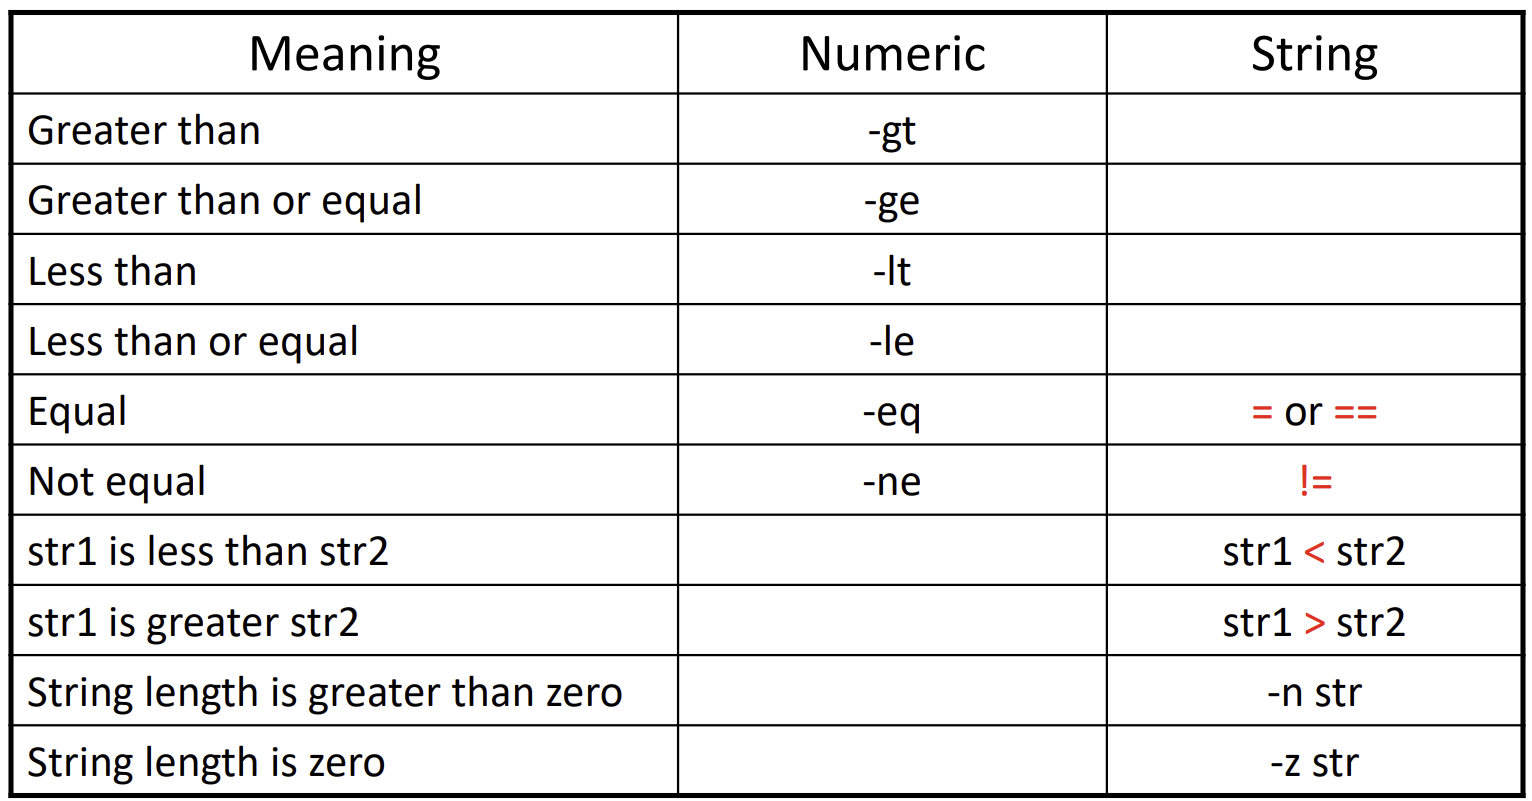 Meaning Numeric String
Greater than -gt
Greater than or equal -ge
Less than -lt
Less than or equal -le
Equal -eq = or ==
Not equal -ne !=
str1 is less than str2 str1 < str2
str1 is greater str2 str1 > str2
String length is greater than zero -n str
String length is zero -z str